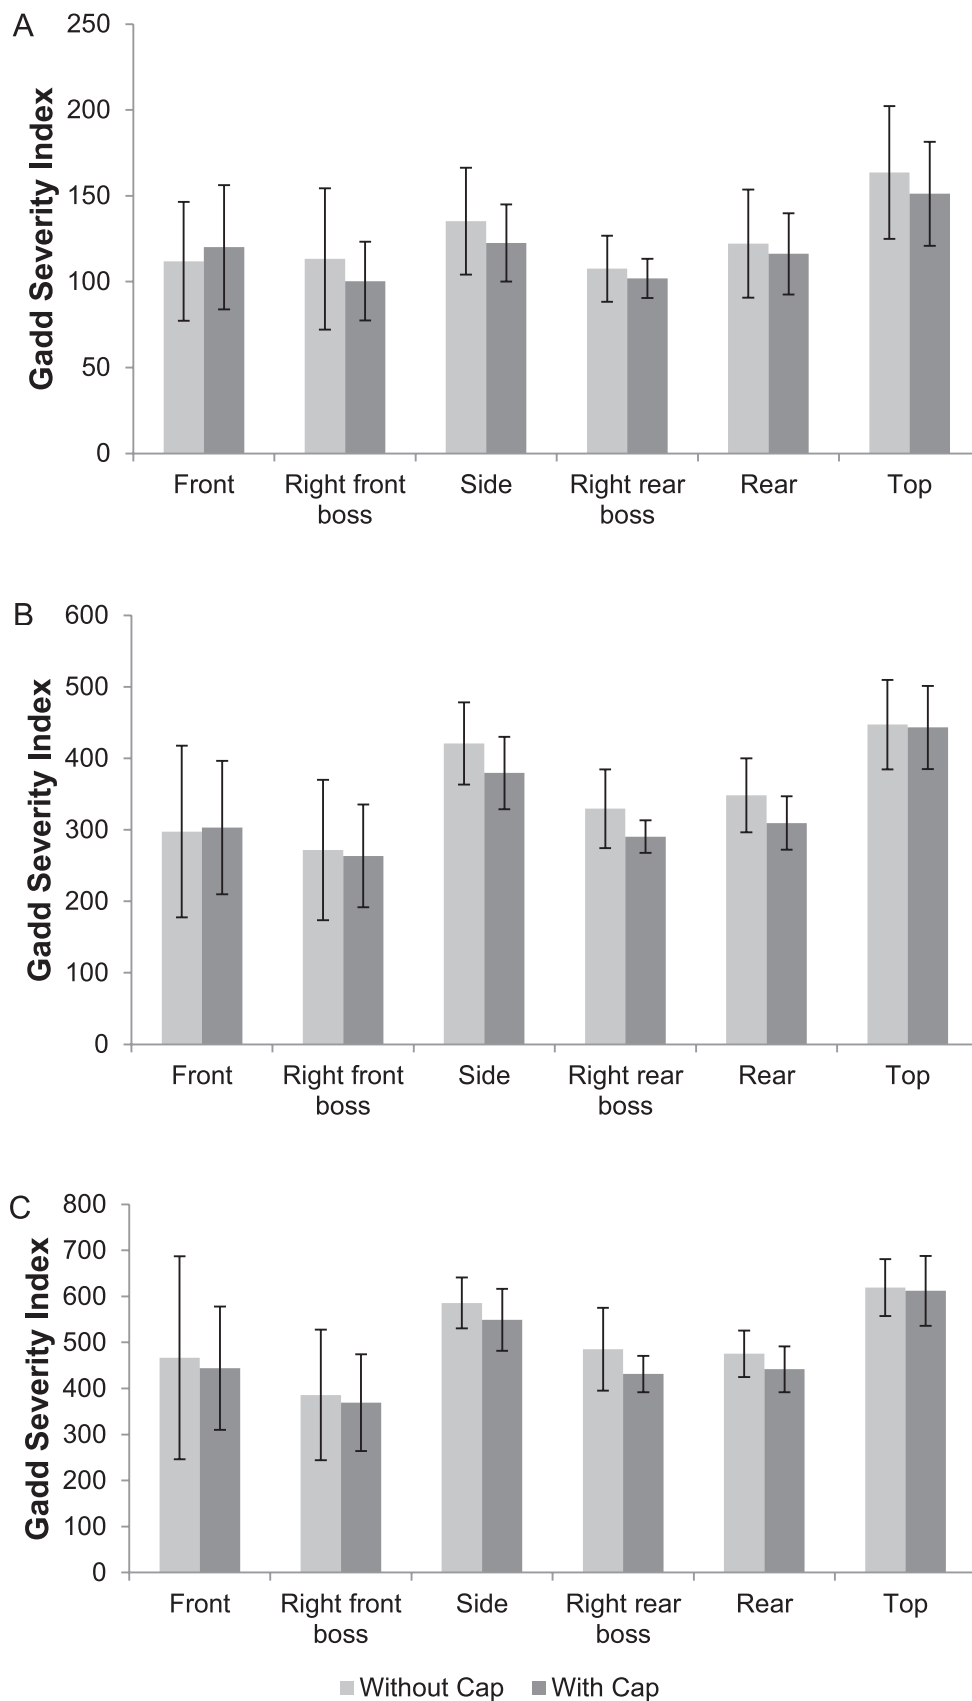 A
Gadd Severity Index
250
200
150
100
50
0
Front
Right front
boss
Side
Right rear
boss
Rear
Top
B
Gadd Severity Index
600
500
400
300
200
100
0
Front
Right front
boss
Side
Right rear
boss
Rear
Top
C
Gadd Severity Index
800
700
600
500
400
300
200
100
0
Front
Right front
boss
Side
Right rear
boss
Rear
Top
Without Cap With Cap